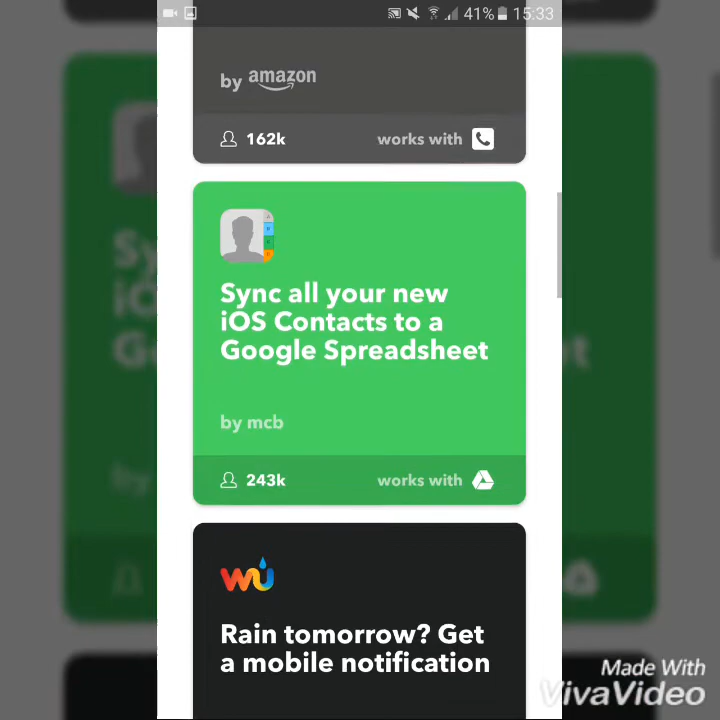 41% 15:33
by amazon
162k works with
Sync all your new
iOS Contacts to a
Google Spreadsheet
by mcb
243k works with
wu
Rain tomorrow? Get
a mobile notification
Made With
VivaVideo